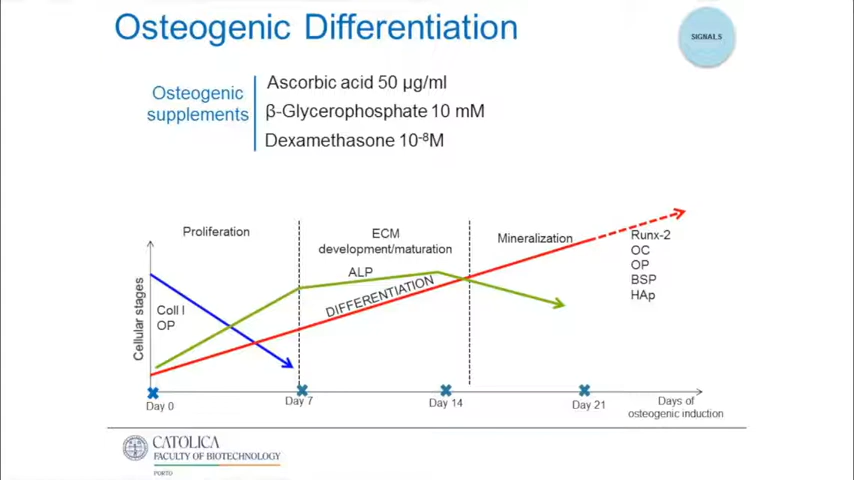 Osteogenic Differentiation
SIGNALS
Osteogenic
supplements
Ascorbic acid 50 µg/ml
β-Glycerophosphate 10 mM
Dexamethasone 10⁻⁸M
Proliferation
ECM
development/maturation
Mineralization
Cellular stages
Coll I
OP
ALP
DIFFERENTIATION
Runx-2
OC
OP
BSP
HAp
Day 0
Day 7
Day 14
Day 21
Days of
osteogenic induction
CATOLICA
FACULTY OF BIOTECHNOLOGY
PORTO